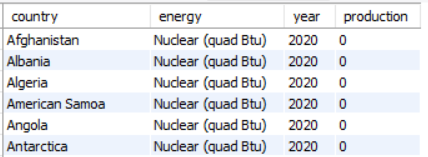 country energy year production
Afghanistan Nuclear (quad Btu) 2020 0
Albania Nuclear (quad Btu) 2020 0
Algeria Nuclear (quad Btu) 2020 0
American Samoa Nuclear (quad Btu) 2020 0
Angola Nuclear (quad Btu) 2020 0
Antarctica Nuclear (quad Btu) 2020 0